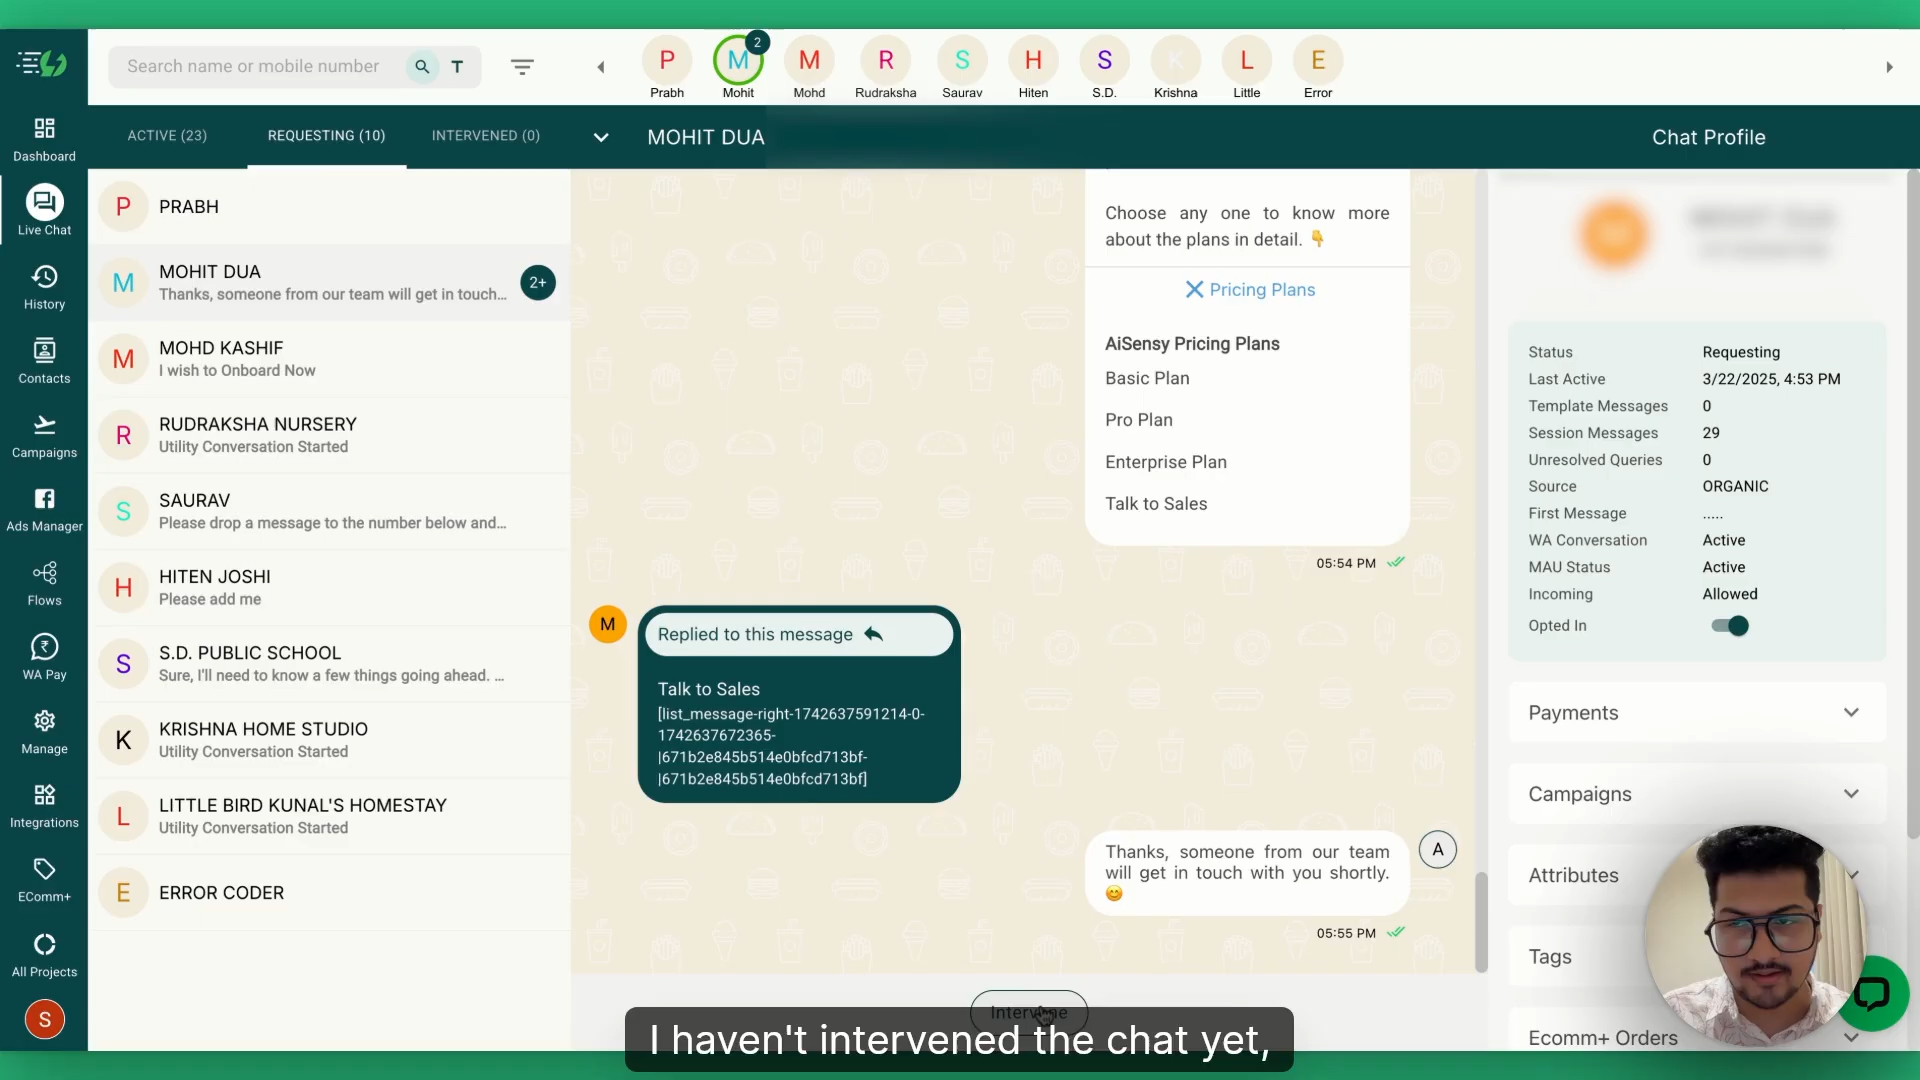 Search name or mobile number
T
P
Prabh
M
2
Mohit
M
Mohd
R
Rudraksha
S
Saurav
H
Hiten
S
S.D.
K
Krishna
L
Little
E
Error
Dashboard
Live Chat
History
Contacts
Campaigns
Ads Manager
Flows
WA Pay
Manage
Integrations
EComm+
All Projects
S
ACTIVE (23)
REQUESTING (10)
INTERVENED (0)
MOHIT DUA
Chat Profile
P
PRABH
M
MOHIT DUA
Thanks, someone from our team will get in touch...
2+
M
MOHD KASHIF
I wish to Onboard Now
R
RUDRAKSHA NURSERY
Utility Conversation Started
S
SAURAV
Please drop a message to the number below and...
H
HITEN JOSHI
Please add me
S
S.D. PUBLIC SCHOOL
Sure, I'll need to know a few things going ahead. ...
K
KRISHNA HOME STUDIO
Utility Conversation Started
L
LITTLE BIRD KUNAL'S HOMESTAY
Utility Conversation Started
E
ERROR CODER
Choose any one to know more
about the plans in detail. 👇
Pricing Plans
AiSensy Pricing Plans
Basic Plan
Pro Plan
Enterprise Plan
Talk to Sales
05:54 PM
M
Replied to this message
Talk to Sales
[list_message-right-1742637591214-0-
1742637672365-
|671b2e845b514e0bfcd713bf-
|671b2e845b514e0bfcd713bf]
Thanks, someone from our team
will get in touch with you shortly.
😊
A
05:55 PM
Intervene
I haven't intervened the chat yet,
MOHIT DUA
Status Requesting
Last Active 3/22/2025, 4:53 PM
Template Messages 0
Session Messages 29
Unresolved Queries 0
Source ORGANIC
First Message .....
WA Conversation Active
MAU Status Active
Incoming Allowed
Opted In
Payments
Campaigns
Attributes
Tags
Ecomm+ Orders